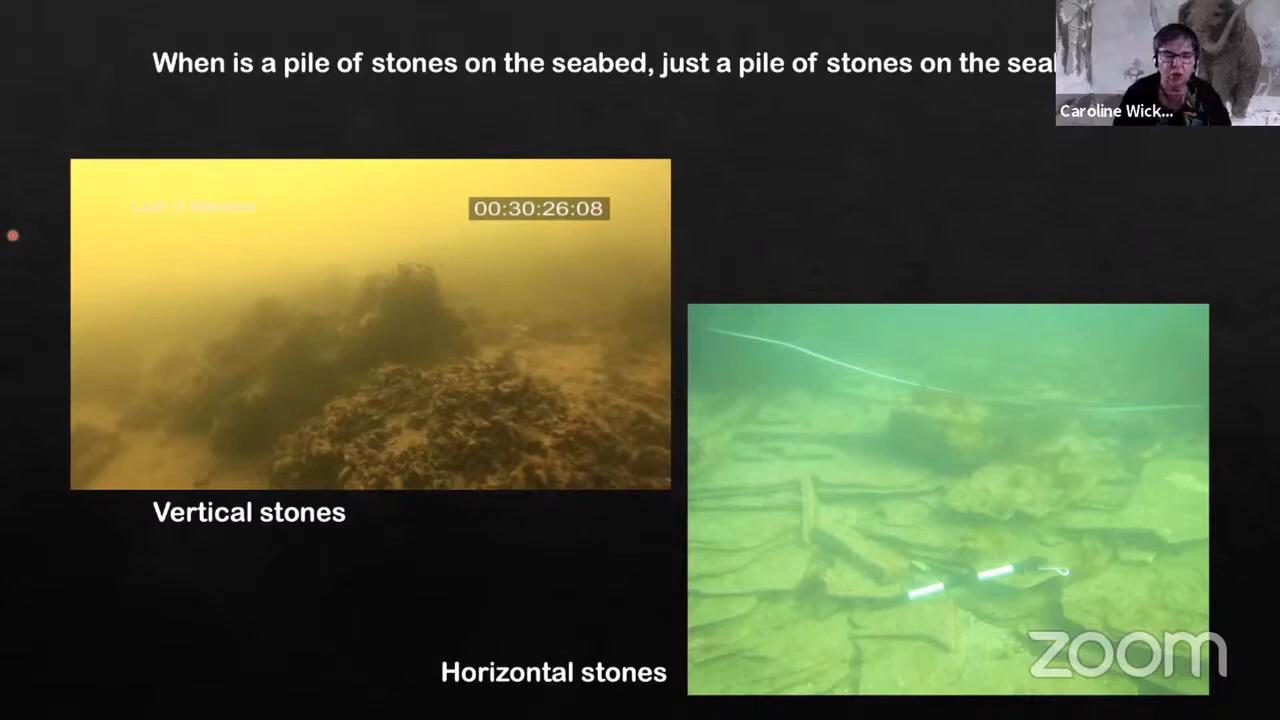 When is a pile of stones on the seabed, just a pile of stones on the sea
Caroline Wick...
00:30:26:08
Vertical stones
Horizontal stones
zoom